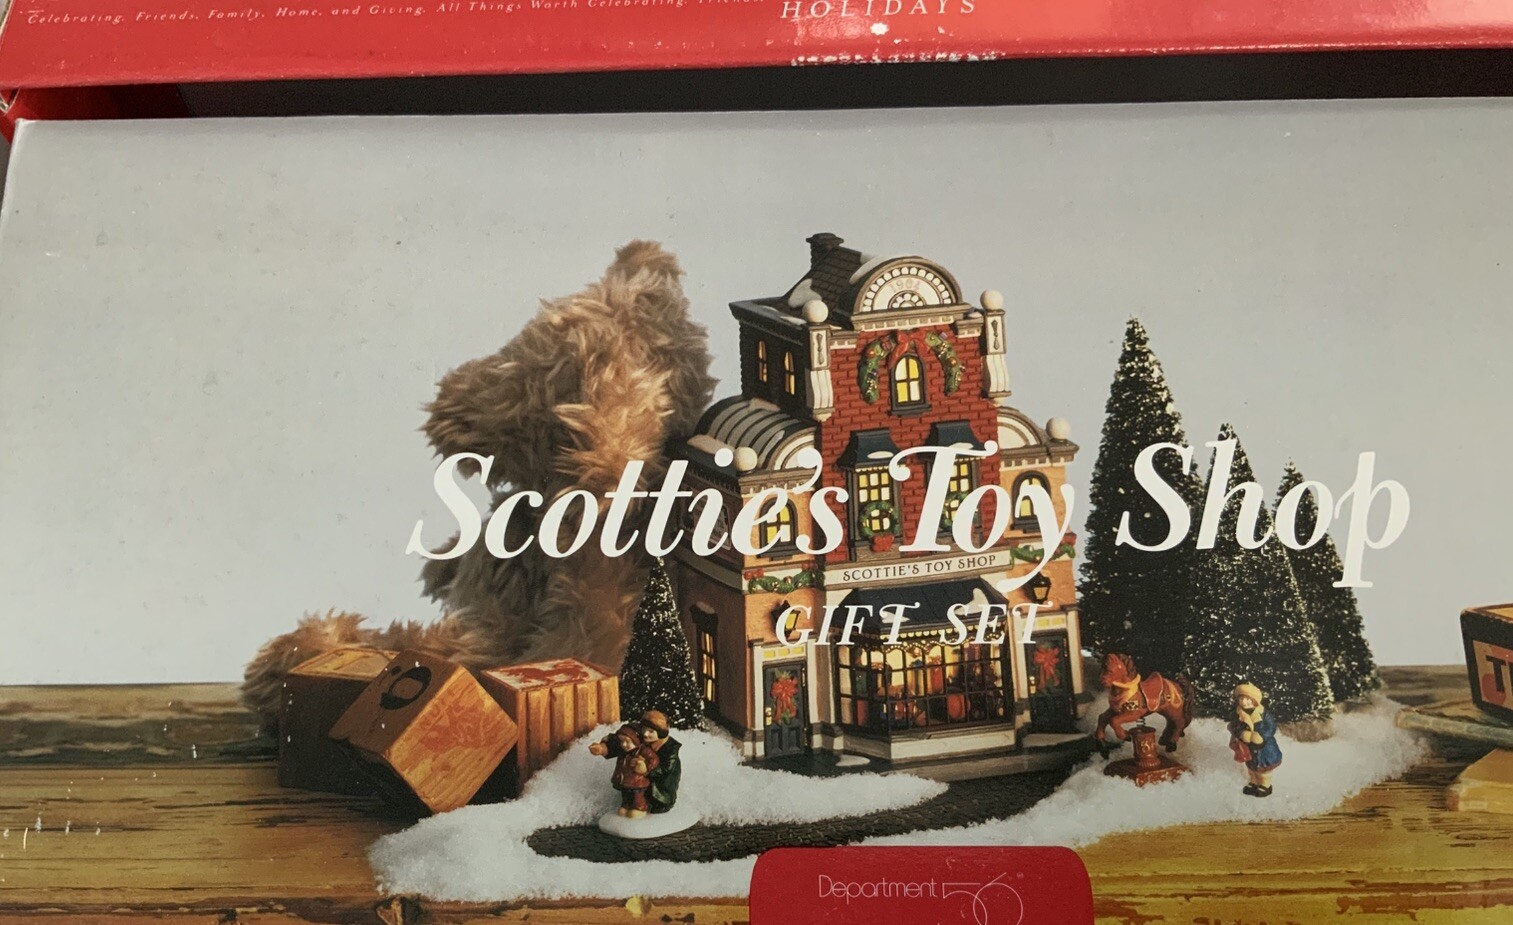 Celebrating. Friends, Family, Home, and Giving. All Things Worth Celebrating.
HOLIDAYS
1904
Scottie's Toy Shop
SCOTTIE'S TOY SHOP
GIFT SET
Department 56®